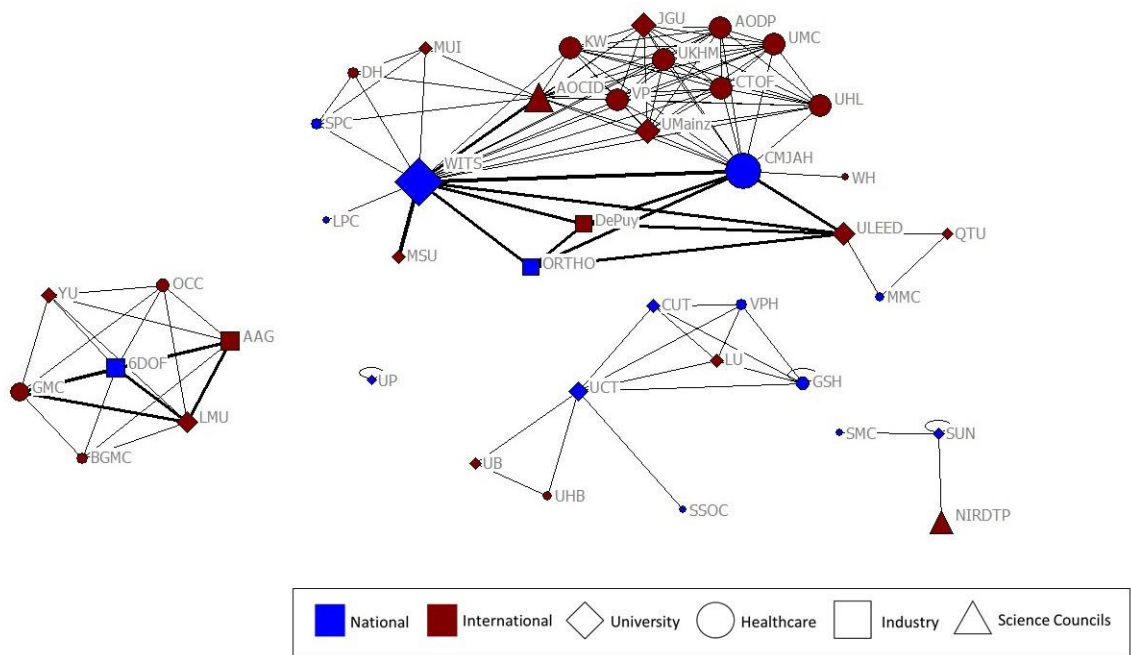 JGU
AODP
KW
UMC
MUI
UKHM
DH
AOCID
CTOF
VP
UHL
SPC
UMainz
WITS
CMJAH
WH
LPC
DePuy
ULEED
QTU
MSU
ORTHO
MMC
OCC
YU
CUT
VPH
AAG
6DOF
LU
UP
GMC
UCT
GSH
LMU
SMC
SUN
BGMC
UB
UHB
SSOC
NIRDTP
National
International
University
Healthcare
Industry
Science Councils